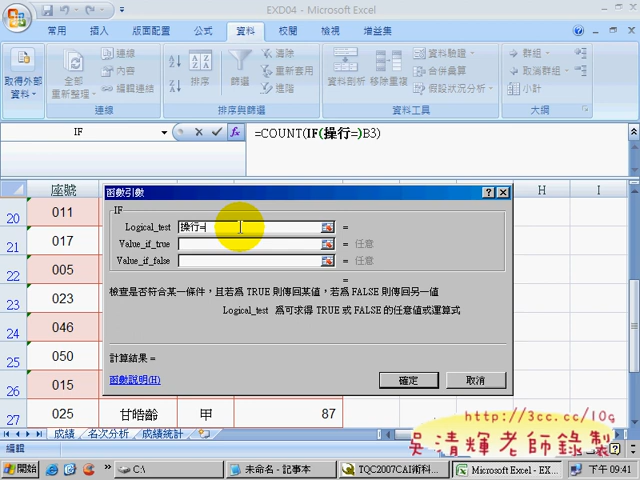 EXD04 - Microsoft Excel
常用 插入 版面配置 公式 資料 校閱 檢視 增益集
取得外部資料 全部重新整理 連線 內容 編輯連結 排序 篩選 清除 重新套用 進階 資料剖析 移除重複 資料驗證 合併彙算 假設狀況分析 群組 取消群組 小計
連線 排序與篩選 資料工具 大綱
IF =COUNT(IF(操行=)B3)
座號 H I
函數引數
20 011
IF
21 017
Logical_test 操行= =
Value_if_true = 任意
22 005
Value_if_false = 任意
=
23 023
檢查是否符合某一條件，且若為 TRUE 則傳回某值，若為 FALSE 則傳回另一值
24 046
Logical_test 為可求得 TRUE 或 FALSE 的任意值或運算式
25 050
計算結果 =
26 015
函數說明(H) 確定 取消
27 025 甘皓齡 甲 87
成績 名次分析 成績統計
http://3cc.cc/10g
吳清輝老師錄製
編輯
開始 C:\ 未命名 - 記事本 TQC2007CAI術科... Microsoft Excel - EX... 下午 09:41